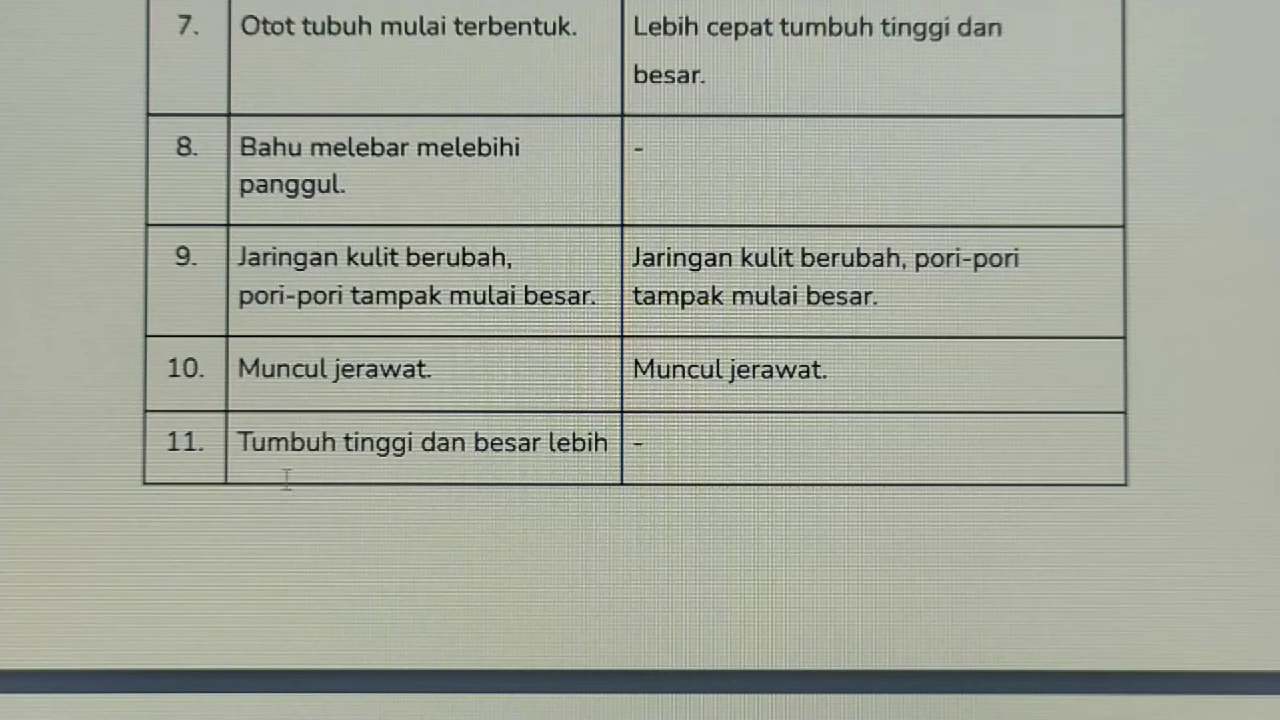 7. Otot tubuh mulai terbentuk. Lebih cepat tumbuh tinggi dan
besar.
8. Bahu melebar melebihi -
panggul.
9. Jaringan kulit berubah, Jaringan kulit berubah, pori-pori
pori-pori tampak mulai besar. tampak mulai besar.
10. Muncul jerawat. Muncul jerawat.
11. Tumbuh tinggi dan besar lebih -